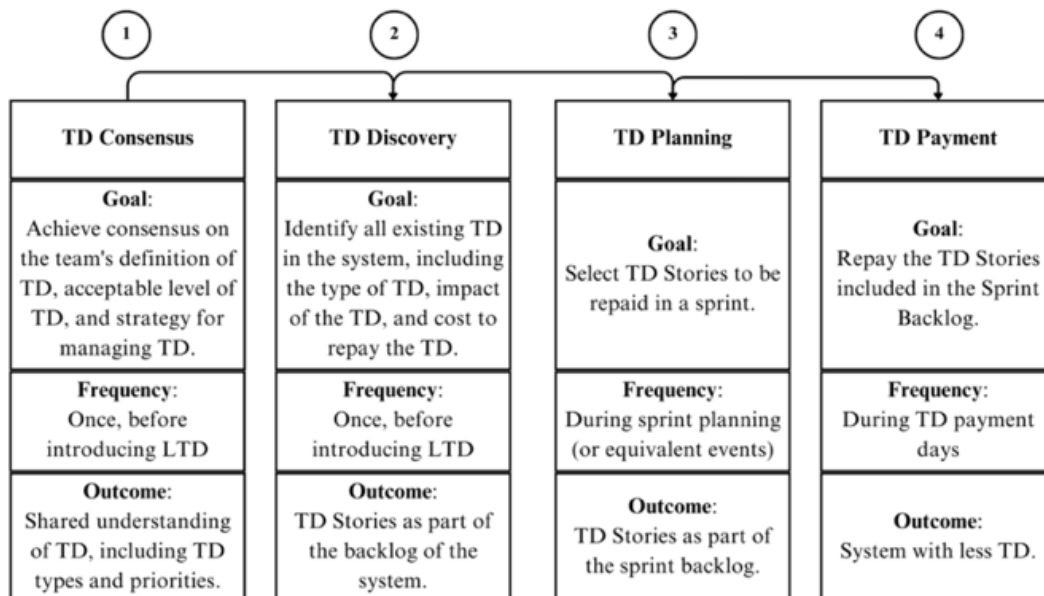 1
2
3
4
TD Consensus
TD Discovery
TD Planning
TD Payment
Goal:
Achieve consensus on
the team's definition of
TD, acceptable level of
TD, and strategy for
managing TD.
Goal:
Identify all existing TD
in the system, including
the type of TD, impact
of the TD, and cost to
repay the TD.
Goal:
Select TD Stories to be
repaid in a sprint.
Goal:
Repay the TD Stories
included in the Sprint
Backlog.
Frequency:
Once, before
introducing LTD
Frequency:
Once, before
introducing LTD
Frequency:
During sprint planning
(or equivalent events)
Frequency:
During TD payment
days
Outcome:
Shared understanding
of TD, including TD
types and priorities.
Outcome:
TD Stories as part of
the backlog of the
system.
Outcome:
TD Stories as part of
the sprint backlog.
Outcome:
System with less TD.